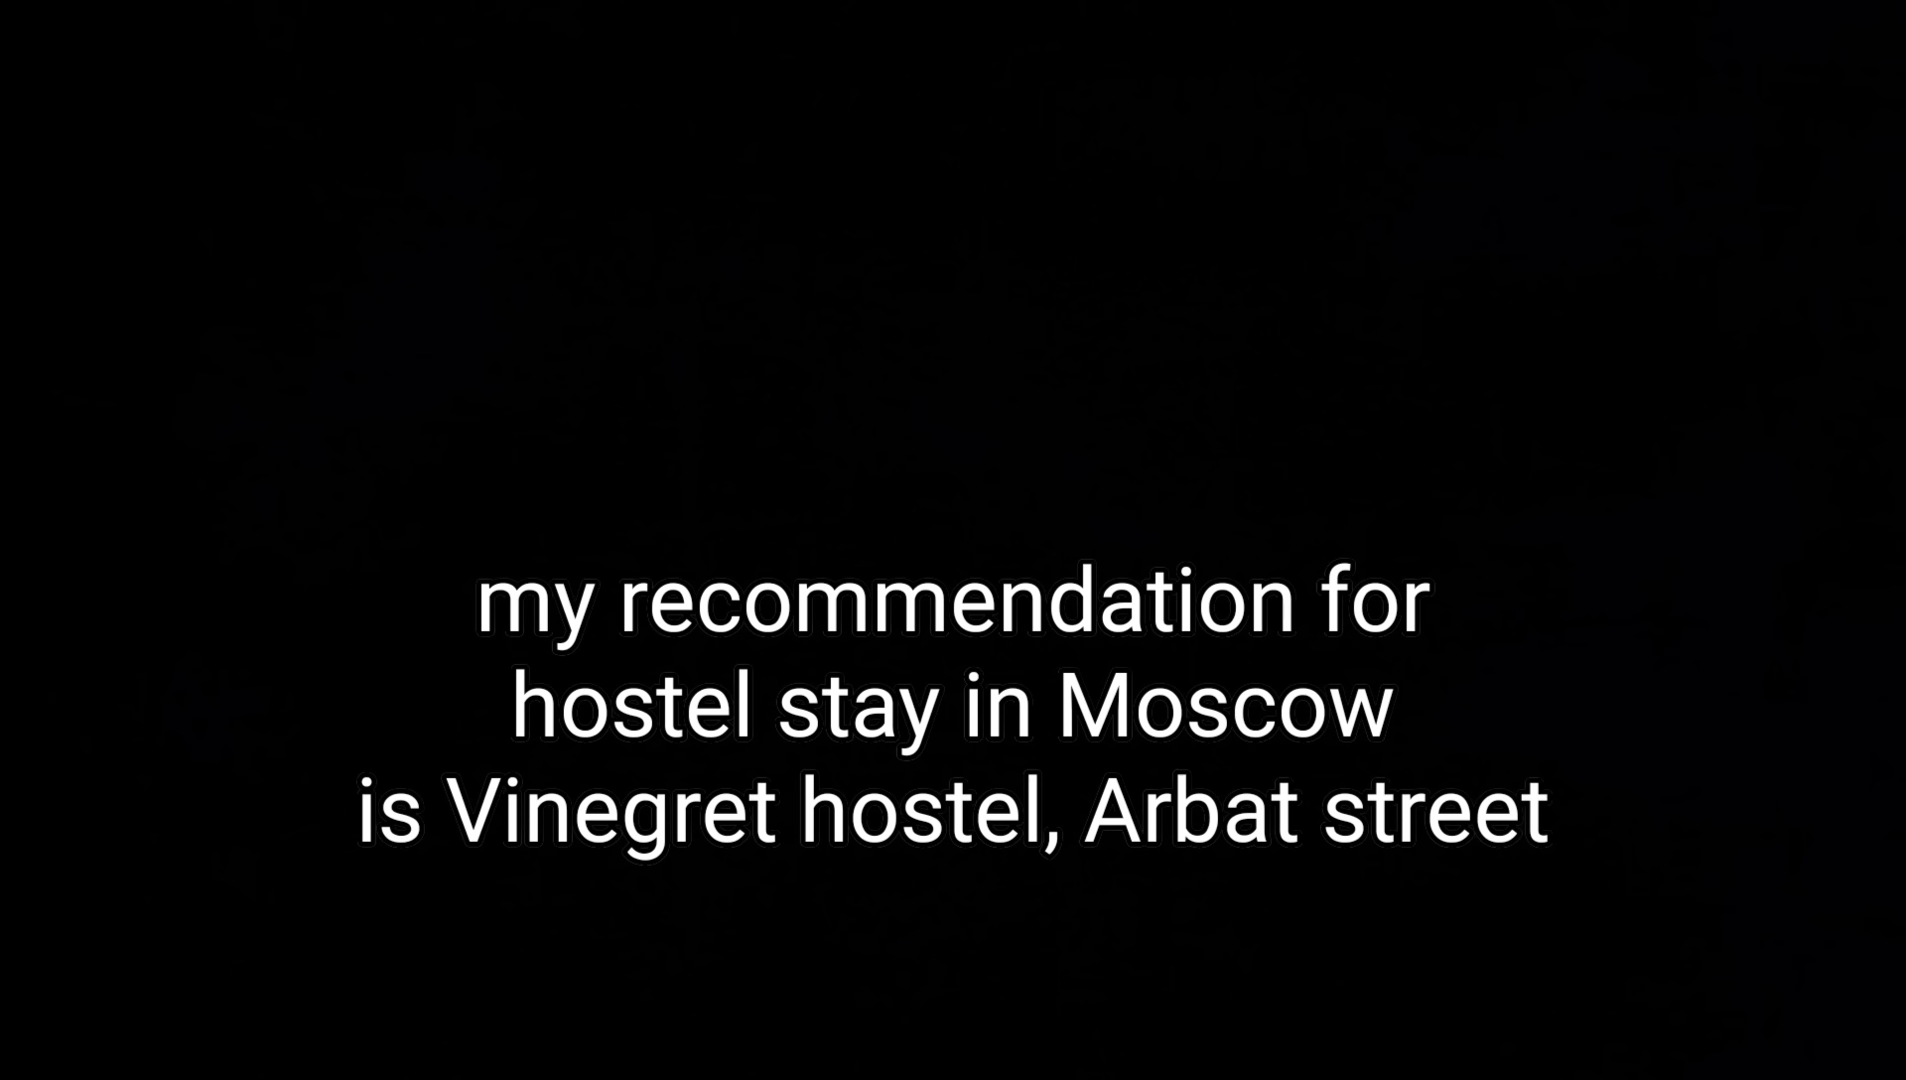 my recommendation for
hostel stay in Moscow
is Vinegret hostel, Arbat street